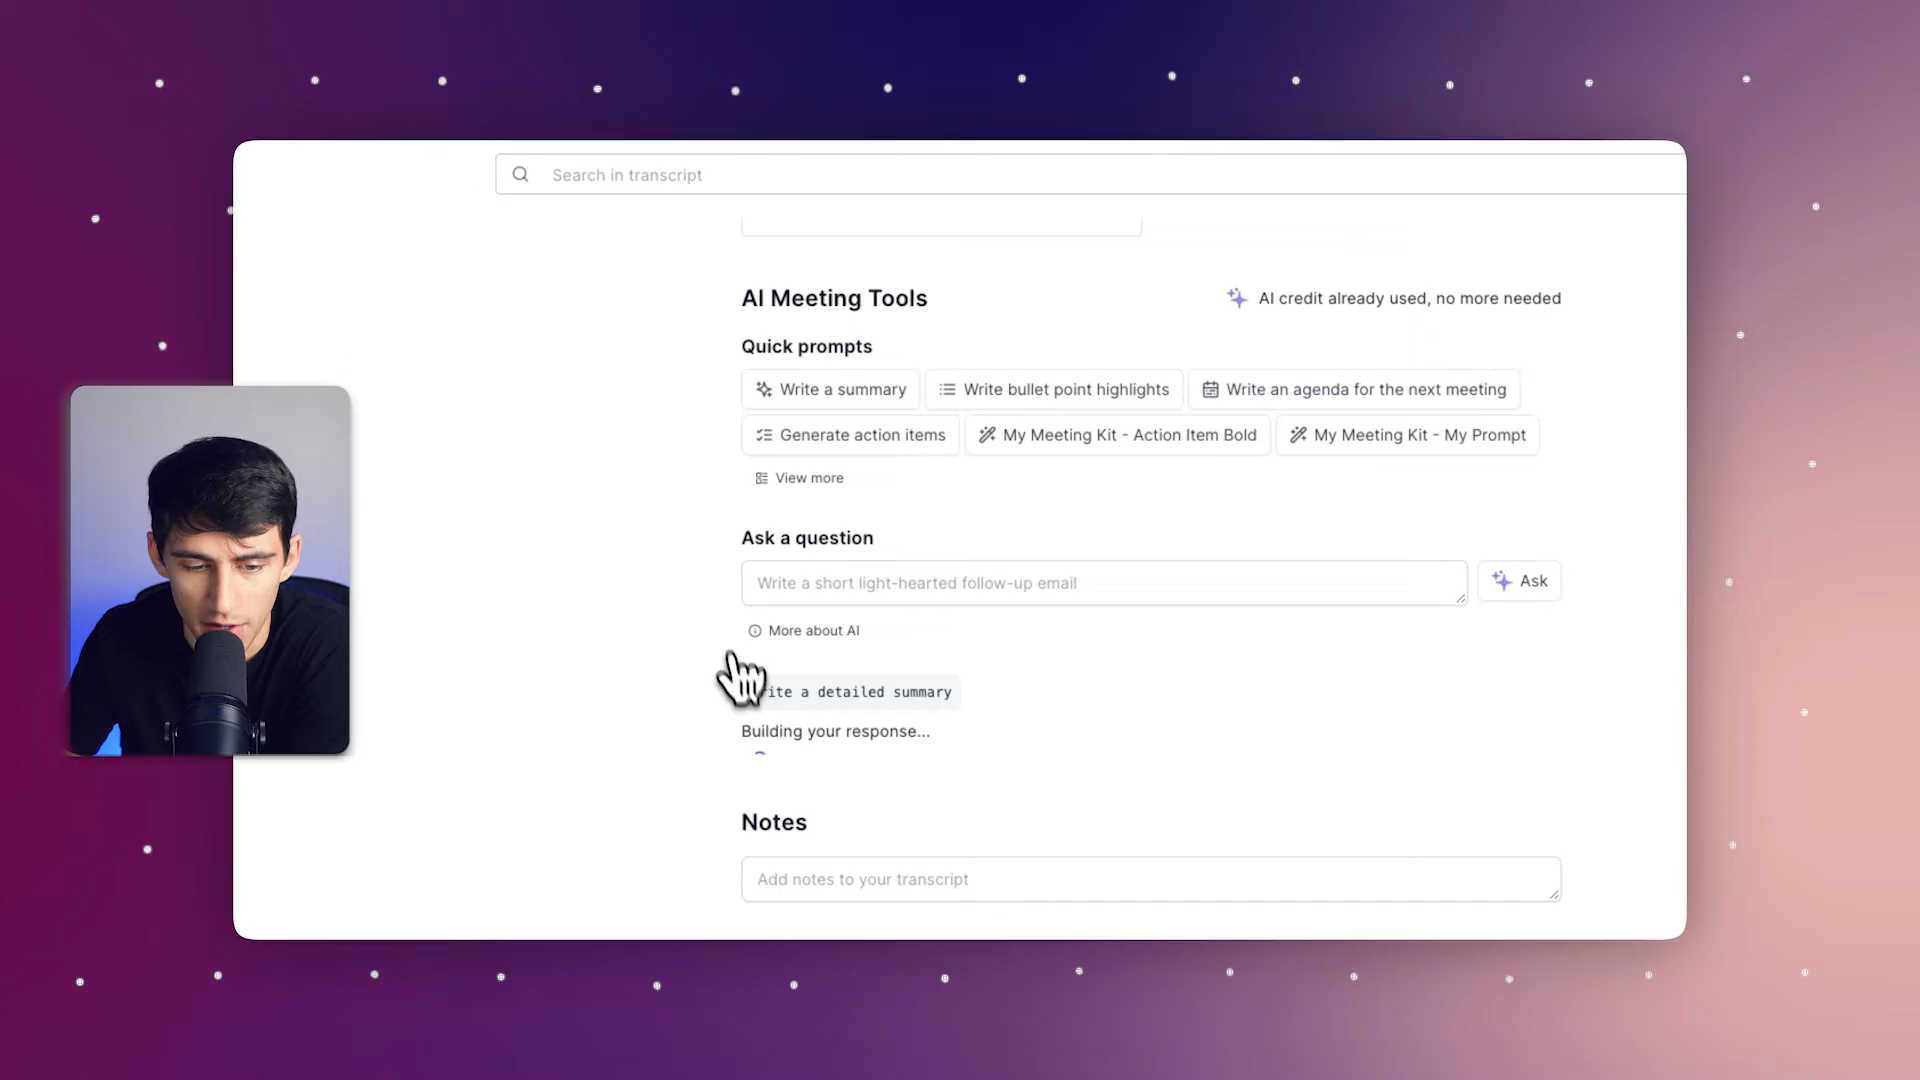 Search in transcript
AI Meeting Tools
AI credit already used, no more needed
Quick prompts
Write a summary
Write bullet point highlights
Write an agenda for the next meeting
Generate action items
My Meeting Kit - Action Item Bold
My Meeting Kit - My Prompt
View more
Ask a question
Write a short light-hearted follow-up email
Ask
More about AI
rite a detailed summary
Building your response...
Notes
Add notes to your transcript